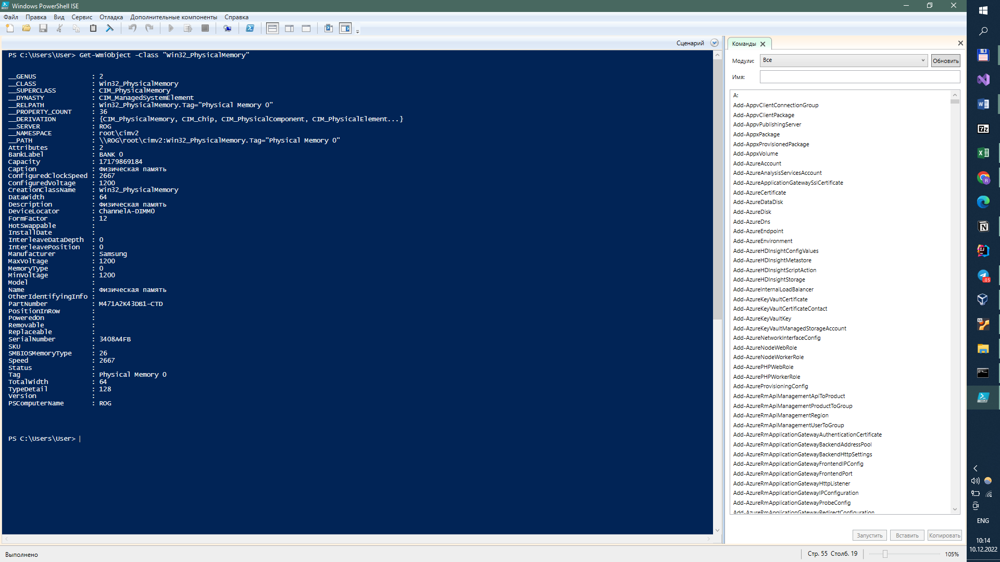 Windows PowerShell ISE
Файл Правка Вид Сервис Отладка Дополнительные компоненты Справка
Сценарий
PS C:\Users\User> Get-WmiObject -Class "Win32_PhysicalMemory"
__GENUS : 2
__CLASS : Win32_PhysicalMemory
__SUPERCLASS : CIM_PhysicalMemory
__DYNASTY : CIM_ManagedSystemElement
__RELPATH : Win32_PhysicalMemory.Tag="Physical Memory 0"
__PROPERTY_COUNT : 36
__DERIVATION : {CIM_PhysicalMemory, CIM_Chip, CIM_PhysicalComponent, CIM_PhysicalElement...}
__SERVER : ROG
__NAMESPACE : root\cimv2
__PATH : \\ROG\root\cimv2:Win32_PhysicalMemory.Tag="Physical Memory 0"
Attributes : 2
BankLabel : BANK 0
Capacity : 17179869184
Caption : Физическая память
ConfiguredClockSpeed : 2667
ConfiguredVoltage : 1200
CreationClassName : Win32_PhysicalMemory
DataWidth : 64
Description : Физическая память
DeviceLocator : ChannelA-DIMM0
FormFactor : 12
HotSwappable :
InstallDate :
InterleaveDataDepth : 0
InterleavePosition : 0
Manufacturer : Samsung
MaxVoltage : 1200
MemoryType : 0
MinVoltage : 1200
Model :
Name : Физическая память
OtherIdentifyingInfo :
PartNumber : M471A2K43DB1-CTD
PositionInRow :
PoweredOn :
Removable :
Replaceable :
SerialNumber : 3408A4FB
SKU :
SMBIOSMemoryType : 26
Speed : 2667
Status :
Tag : Physical Memory 0
TotalWidth : 64
TypeDetail : 128
Version :
PSComputerName : ROG
PS C:\Users\User>
Команды
Модули: Все Обновить
Имя:
A:
Add-AppvClientConnectionGroup
Add-AppvClientPackage
Add-AppvPublishingServer
Add-AppxPackage
Add-AppxProvisionedPackage
Add-AppxVolume
Add-AzureAccount
Add-AzureAnalysisServicesAccount
Add-AzureApplicationGatewaySslCertificate
Add-AzureCertificate
Add-AzureDataDisk
Add-AzureDisk
Add-AzureDns
Add-AzureEndpoint
Add-AzureEnvironment
Add-AzureHDInsightConfigValues
Add-AzureHDInsightMetastore
Add-AzureHDInsightScriptAction
Add-AzureHDInsightStorage
Add-AzureInternalLoadBalancer
Add-AzureKeyVaultCertificate
Add-AzureKeyVaultCertificateContact
Add-AzureKeyVaultKey
Add-AzureKeyVaultManagedStorageAccount
Add-AzureNetworkInterfaceConfig
Add-AzureNodeWebRole
Add-AzureNodeWorkerRole
Add-AzurePHPWebRole
Add-AzurePHPWorkerRole
Add-AzureProvisioningConfig
Add-AzureRmApiManagementApiToProduct
Add-AzureRmApiManagementProductToGroup
Add-AzureRmApiManagementRegion
Add-AzureRmApiManagementUserToGroup
Add-AzureRmApplicationGatewayAuthenticationCertificate
Add-AzureRmApplicationGatewayBackendAddressPool
Add-AzureRmApplicationGatewayBackendHttpSettings
Add-AzureRmApplicationGatewayFrontendIPConfig
Add-AzureRmApplicationGatewayFrontendPort
Add-AzureRmApplicationGatewayHttpListener
Add-AzureRmApplicationGatewayIPConfiguration
Add-AzureRmApplicationGatewayProbeConfig
Add-AzureRmApplicationGatewayRedirectConfiguration
Запустить Вставить Копировать
Выполнено
Стр. 55 Столб. 19
105%
ENG
10:14
10.12.2022